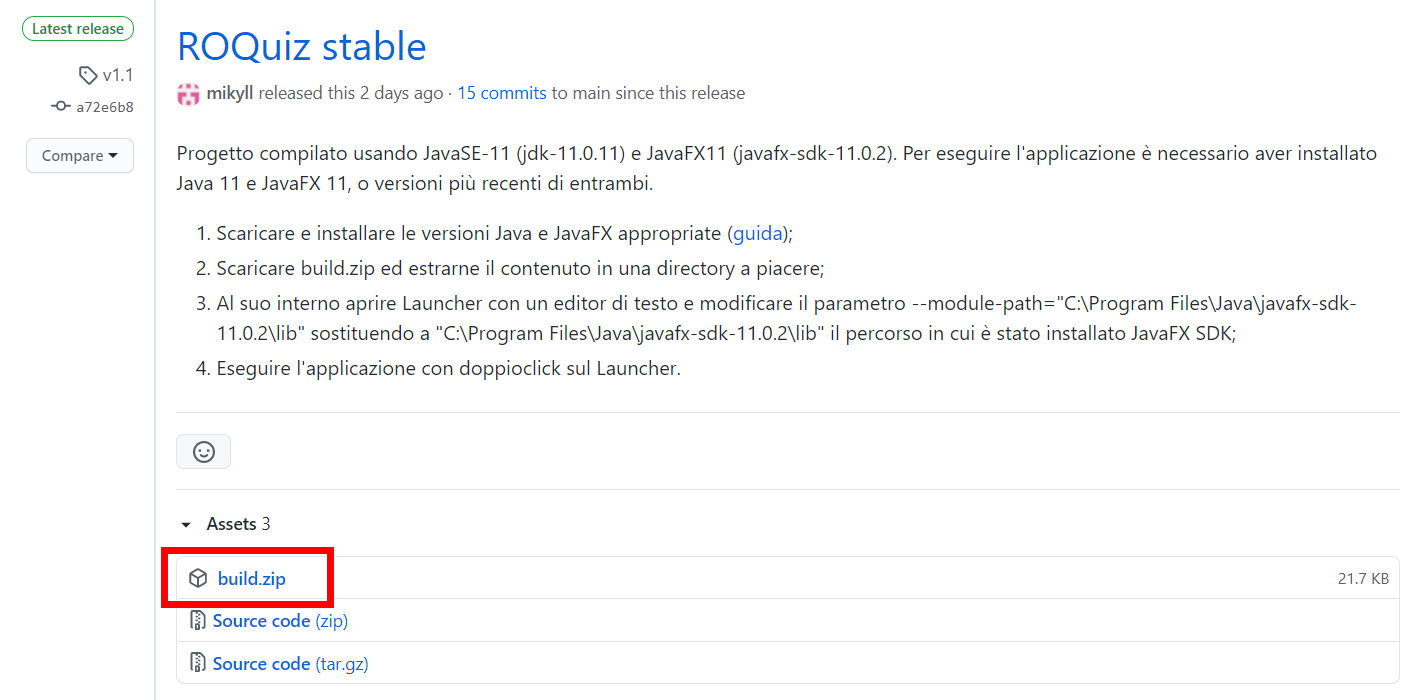 Latest release
v1.1
a72e6b8
Compare
ROQuiz stable
mikyll released this 2 days ago · 15 commits to main since this release
Progetto compilato usando JavaSE-11 (jdk-11.0.11) e JavaFX11 (javafx-sdk-11.0.2). Per eseguire l'applicazione è necessario aver installato
Java 11 e JavaFX 11, o versioni più recenti di entrambi.
1. Scaricare e installare le versioni Java e JavaFX appropriate (guida);
2. Scaricare build.zip ed estrarne il contenuto in una directory a piacere;
3. Al suo interno aprire Launcher con un editor di testo e modificare il parametro --module-path="C:\Program Files\Java\javafx-sdk-
11.0.2\lib" sostituendo a "C:\Program Files\Java\javafx-sdk-11.0.2\lib" il percorso in cui è stato installato JavaFX SDK;
4. Eseguire l'applicazione con doppioclick sul Launcher.
Assets 3
build.zip 21.7 KB
Source code (zip)
Source code (tar.gz)